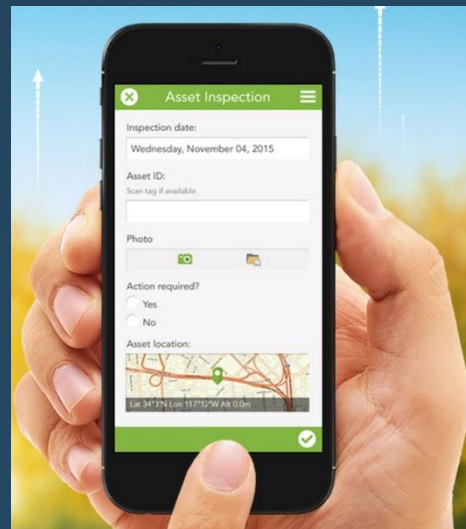 Asset Inspection
Inspection date:
Wednesday, November 04, 2015
Asset ID:
Scan tag if available
Photo
Action required?
Yes
No
Asset location:
Lat 34°3'N Lon 117°12'W Alt 0.0m